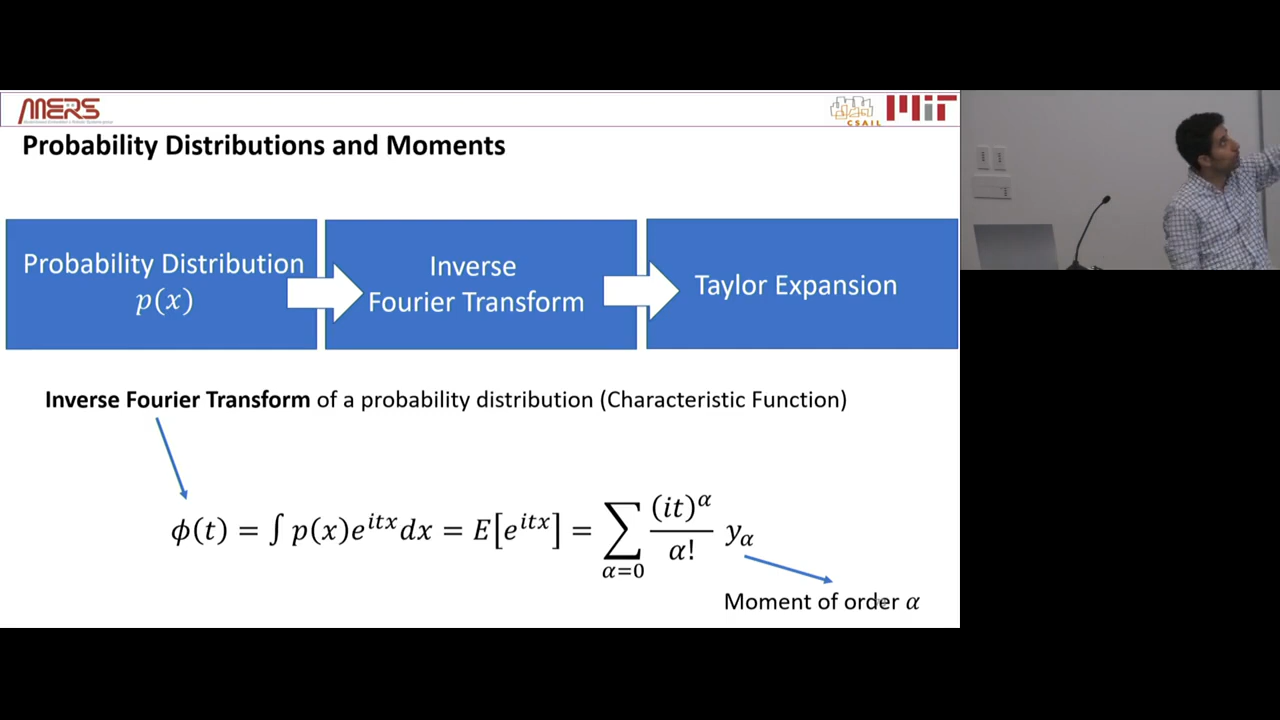 MERS
CSAIL
MIT
Probability Distributions and Moments
Probability Distribution
p(x)
Inverse
Fourier Transform
Taylor Expansion
Inverse Fourier Transform of a probability distribution (Characteristic Function)
ϕ(t) = ∫ p(x)e^{itx}dx = E[e^{itx}] = ∑_{α=0} (it)^α / α! y_α
Moment of order α